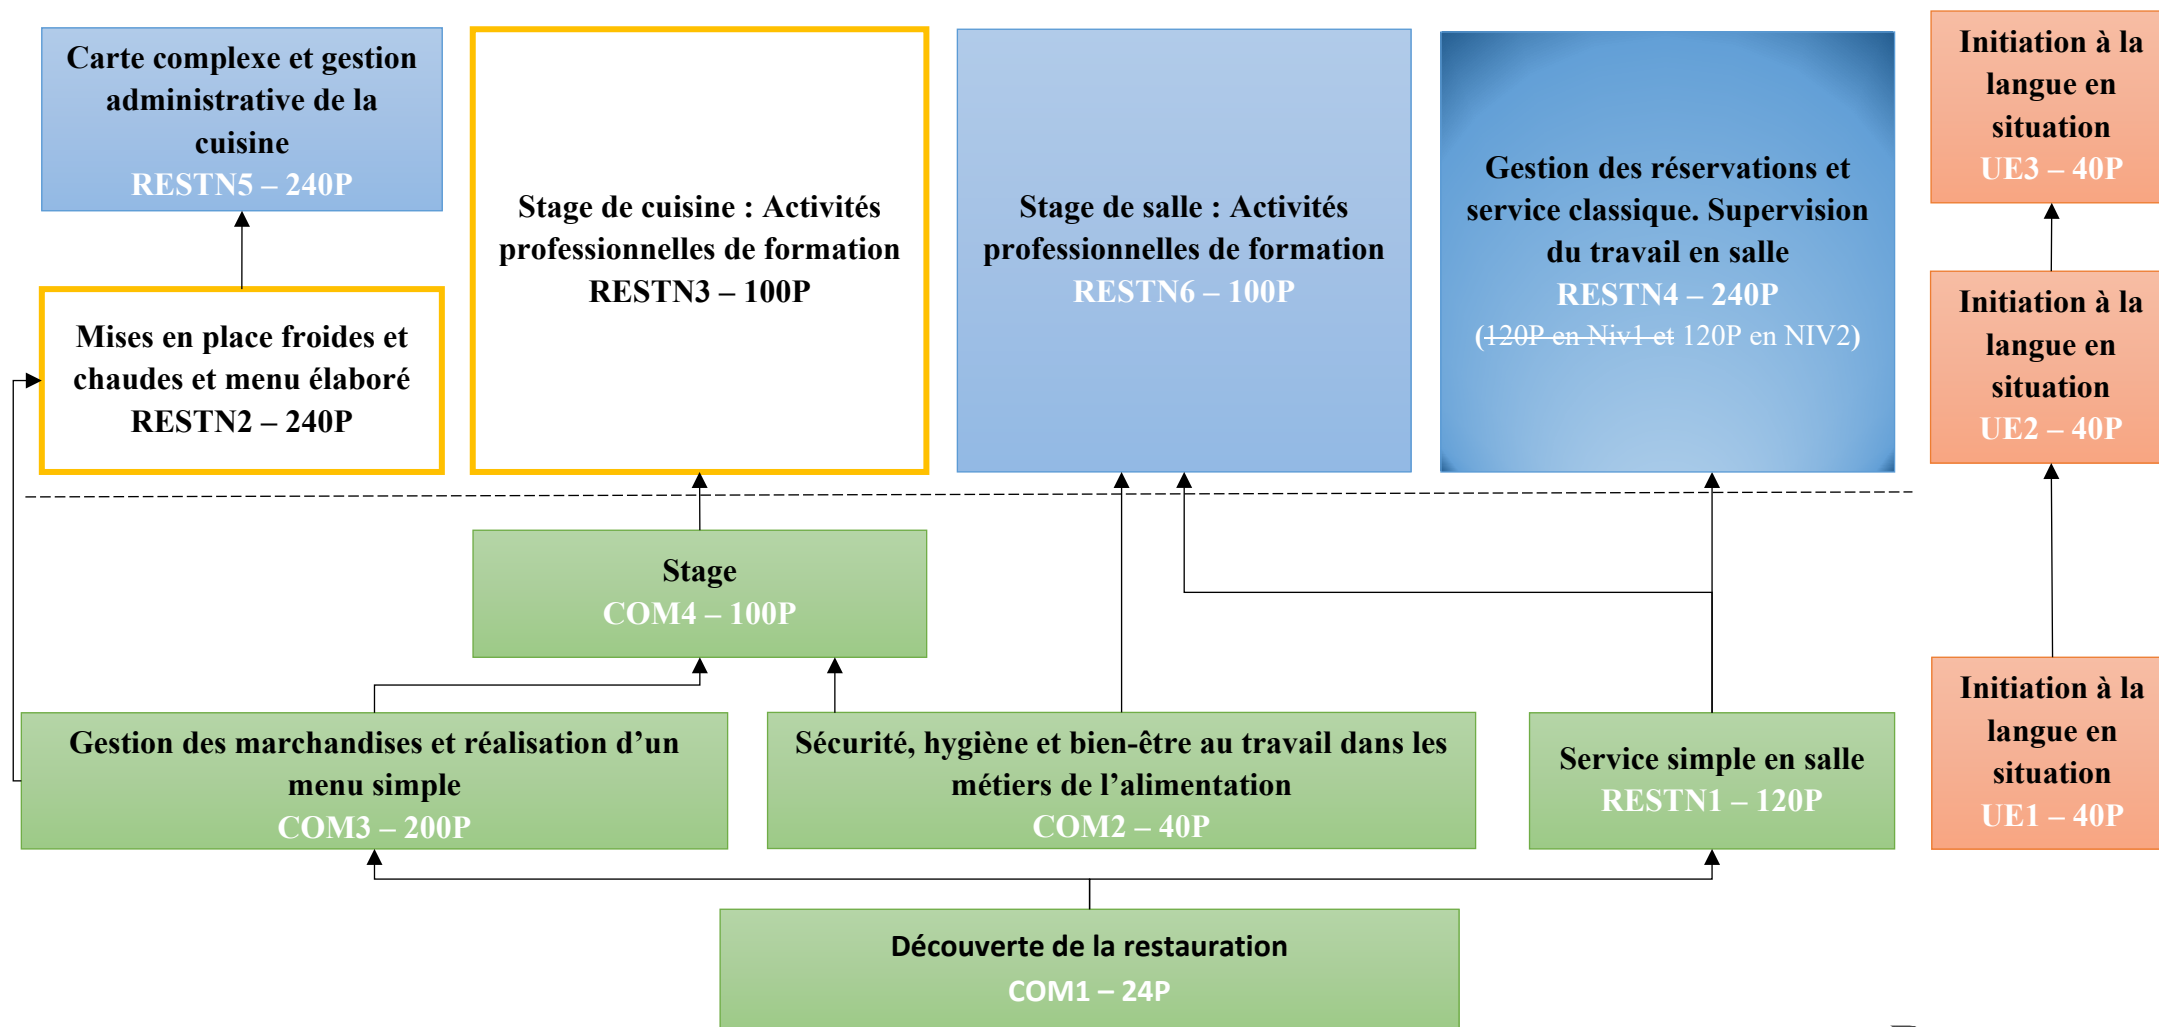 Carte complexe et gestion
administrative de la
cuisine
RESTN5 – 240P
Stage de cuisine : Activités
professionnelles de formation
RESTN3 – 100P
Stage de salle : Activités
professionnelles de formation
RESTN6 – 100P
Gestion des réservations et
service classique. Supervision
du travail en salle
RESTN4 – 240P
(120P en Niv1 et 120P en NIV2)
Initiation à la
langue en
situation
UE3 – 40P
Mises en place froides et
chaudes et menu élaboré
RESTN2 – 240P
Initiation à la
langue en
situation
UE2 – 40P
Stage
COM4 – 100P
Gestion des marchandises et réalisation d’un
menu simple
COM3 – 200P
Sécurité, hygiène et bien-être au travail dans les
métiers de l’alimentation
COM2 – 40P
Service simple en salle
RESTN1 – 120P
Initiation à la
langue en
situation
UE1 – 40P
Découverte de la restauration
COM1 – 24P